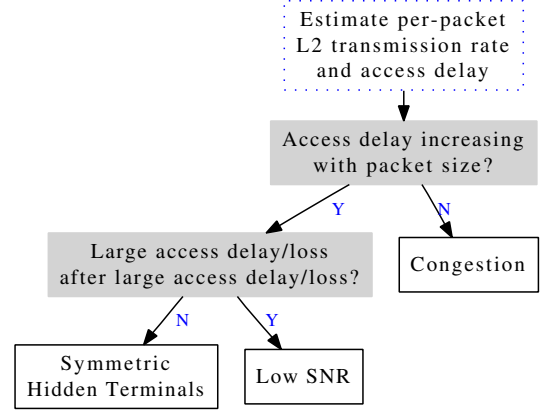 Estimate per-packet
L2 transmission rate
and access delay
Access delay increasing
with packet size?
Y
N
Large access delay/loss
after large access delay/loss?
Congestion
N
Y
Symmetric
Hidden Terminals
Low SNR